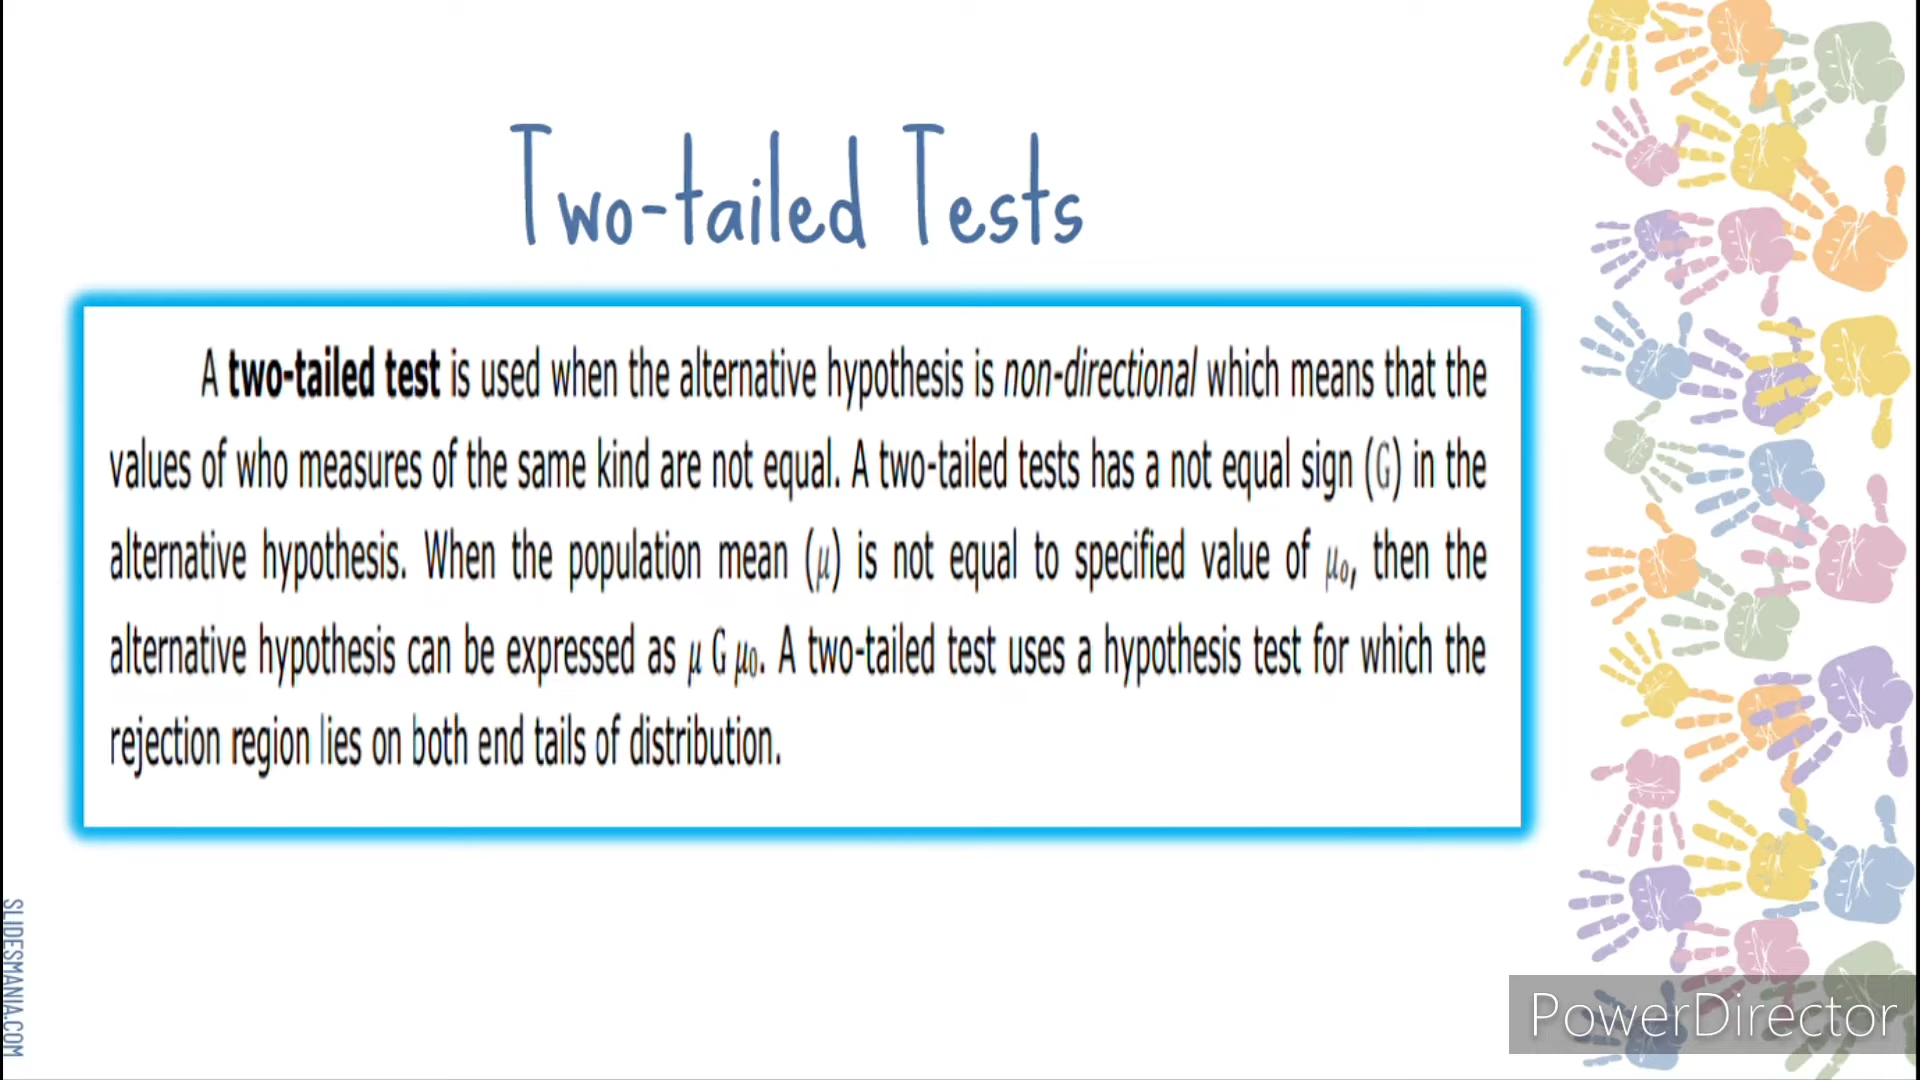 Two-tailed Tests
A two-tailed test is used when the alternative hypothesis is non-directional which means that the
values of who measures of the same kind are not equal. A two-tailed tests has a not equal sign (G) in the
alternative hypothesis. When the population mean (μ) is not equal to specified value of μ₀, then the
alternative hypothesis can be expressed as μ G μ₀. A two-tailed test uses a hypothesis test for which the
rejection region lies on both end tails of distribution.
SLIDESMANIA.COM
PowerDirector